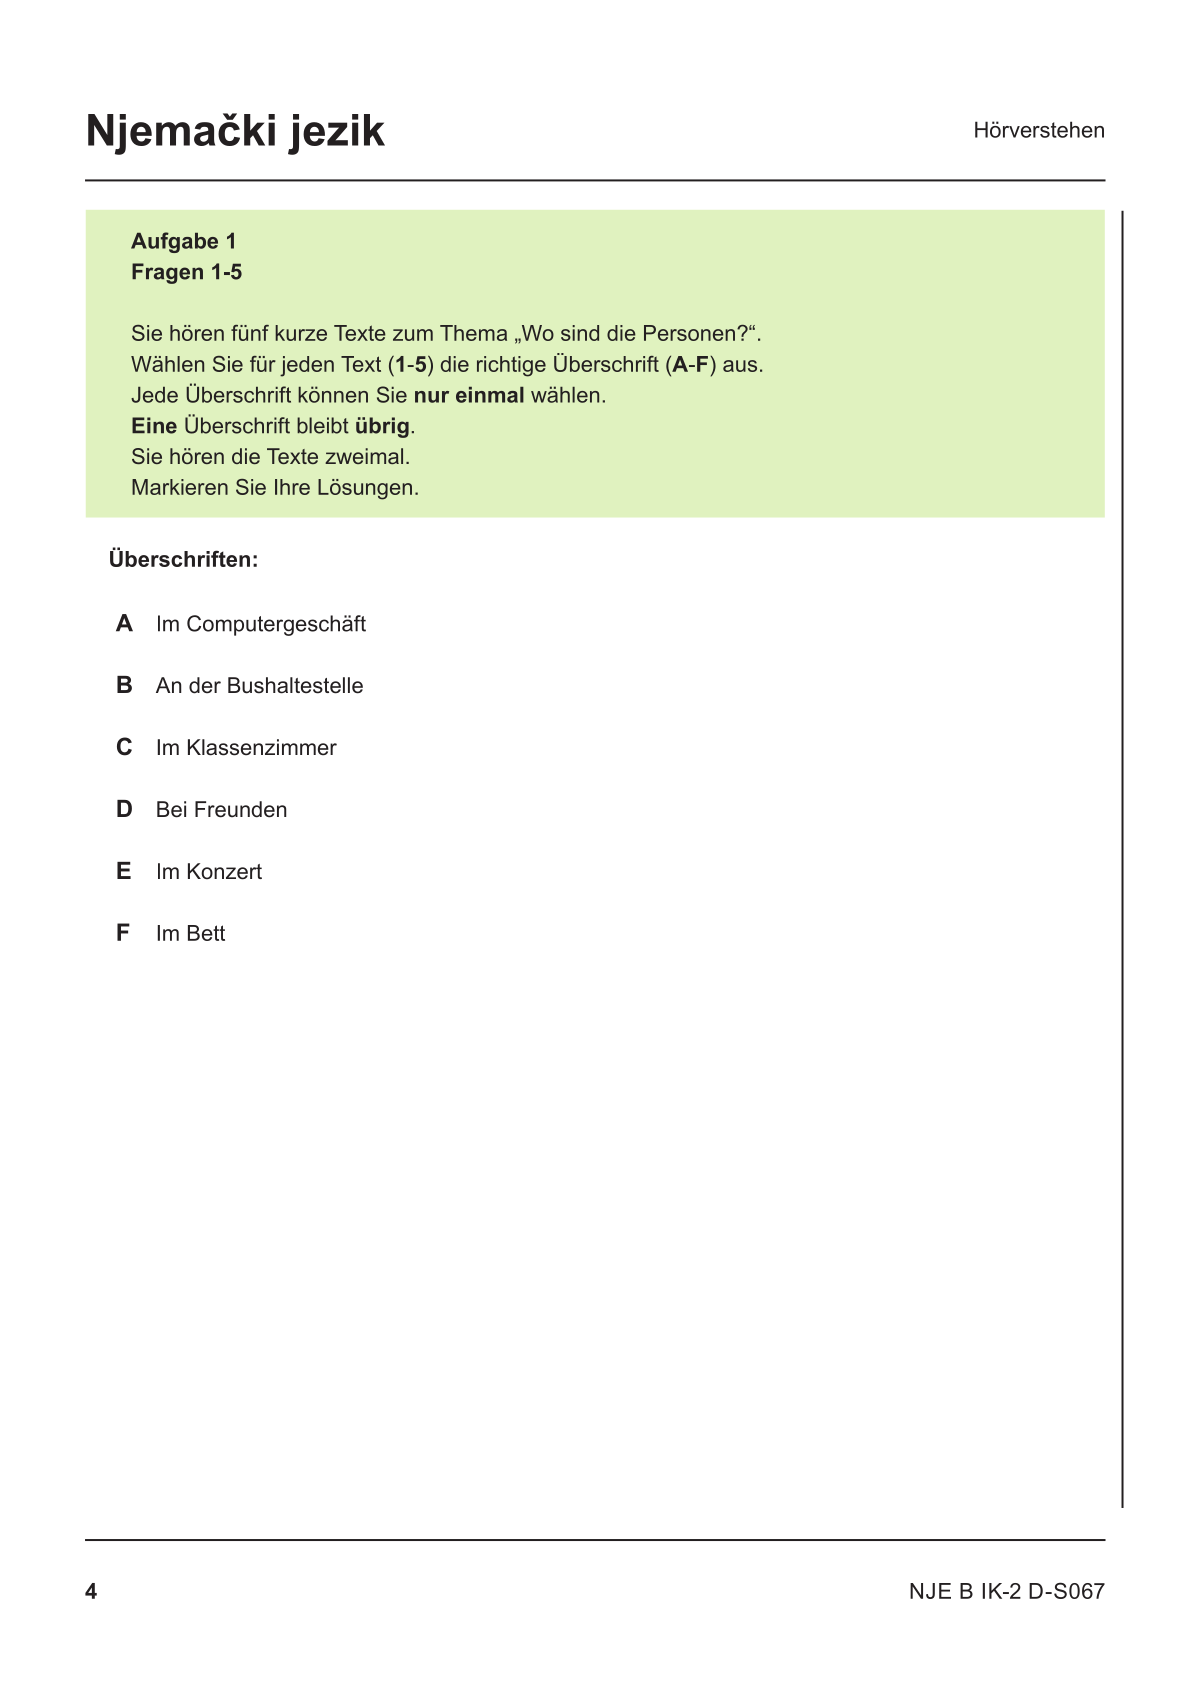 Njemački jezik
Hörverstehen
Aufgabe 1
Fragen 1-5
Sie hören fünf kurze Texte zum Thema „Wo sind die Personen?“.
Wählen Sie für jeden Text (1-5) die richtige Überschrift (A-F) aus.
Jede Überschrift können Sie nur einmal wählen.
Eine Überschrift bleibt übrig.
Sie hören die Texte zweimal.
Markieren Sie Ihre Lösungen.
Überschriften:
A Im Computergeschäft
B An der Bushaltestelle
C Im Klassenzimmer
D Bei Freunden
E Im Konzert
F Im Bett
4
NJE B IK-2 D-S067